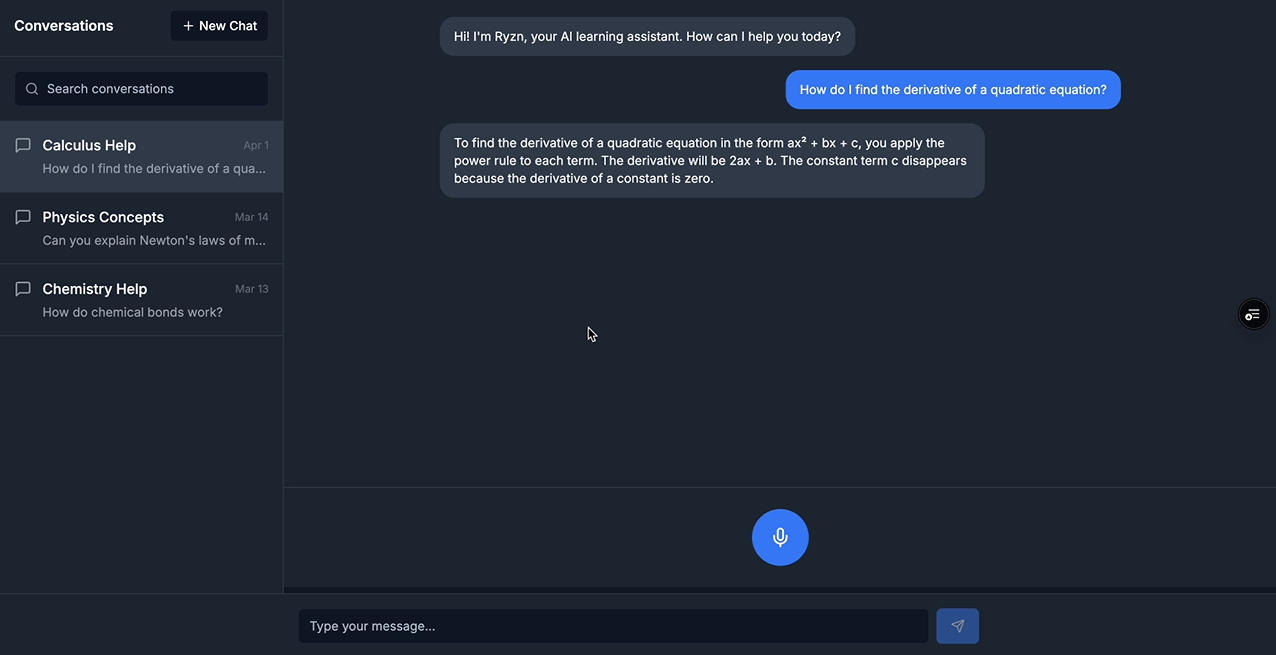 Conversations
+ New Chat
Search conversations
Calculus Help
Apr 1
How do I find the derivative of a qua...
Physics Concepts
Mar 14
Can you explain Newton's laws of m...
Chemistry Help
Mar 13
How do chemical bonds work?
Hi! I'm Ryzn, your AI learning assistant. How can I help you today?
How do I find the derivative of a quadratic equation?
To find the derivative of a quadratic equation in the form ax² + bx + c, you apply the
power rule to each term. The derivative will be 2ax + b. The constant term c disappears
because the derivative of a constant is zero.
Type your message...